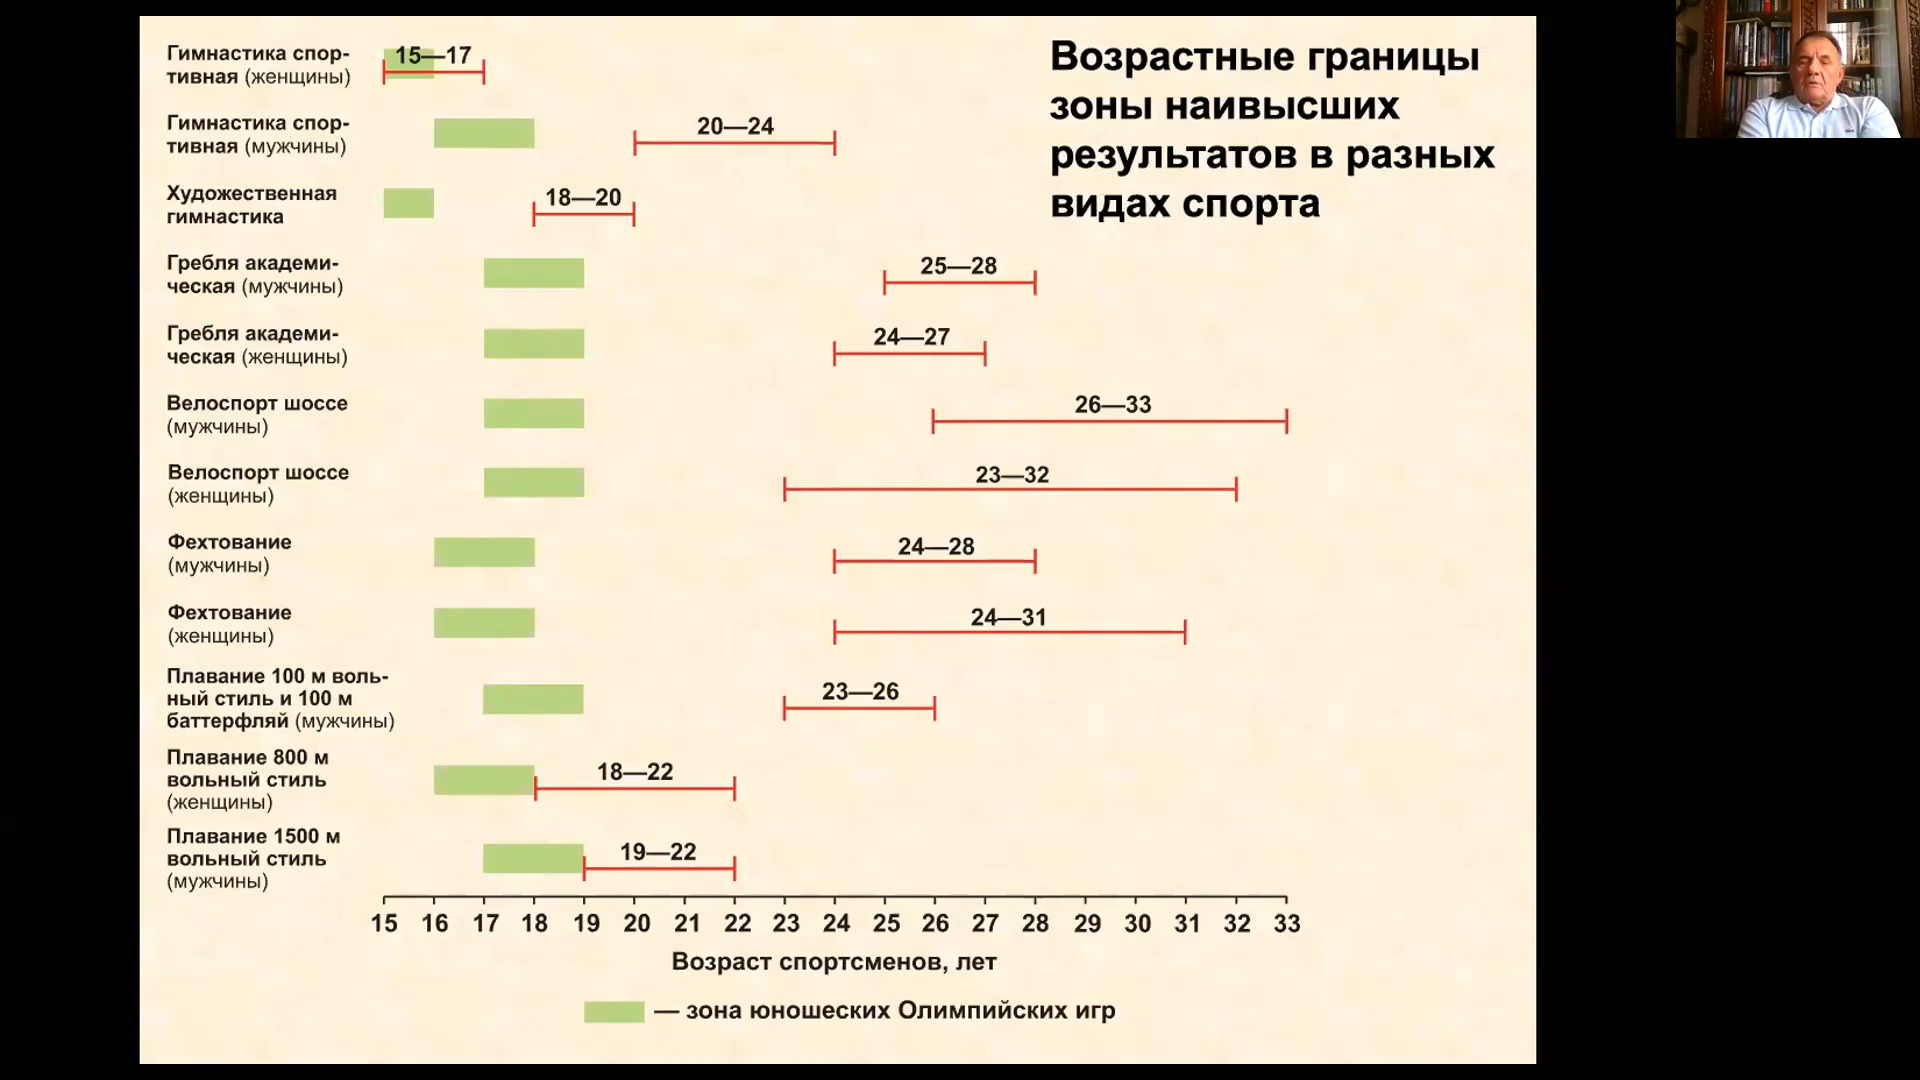 Возрастные границы
зоны наивысших
результатов в разных
видах спорта
Гимнастика спор-
тивная (женщины)
15—17
Гимнастика спор-
тивная (мужчины)
20—24
Художественная
гимнастика
18—20
Гребля академи-
ческая (мужчины)
25—28
Гребля академи-
ческая (женщины)
24—27
Велоспорт шоссе
(мужчины)
26—33
Велоспорт шоссе
(женщины)
23—32
Фехтование
(мужчины)
24—28
Фехтование
(женщины)
24—31
Плавание 100 м воль-
ный стиль и 100 м
баттерфляй (мужчины)
23—26
Плавание 800 м
вольный стиль
(женщины)
18—22
Плавание 1500 м
вольный стиль
(мужчины)
19—22
15 16 17 18 19 20 21 22 23 24 25 26 27 28 29 30 31 32 33
Возраст спортсменов, лет
— зона юношеских Олимпийских игр